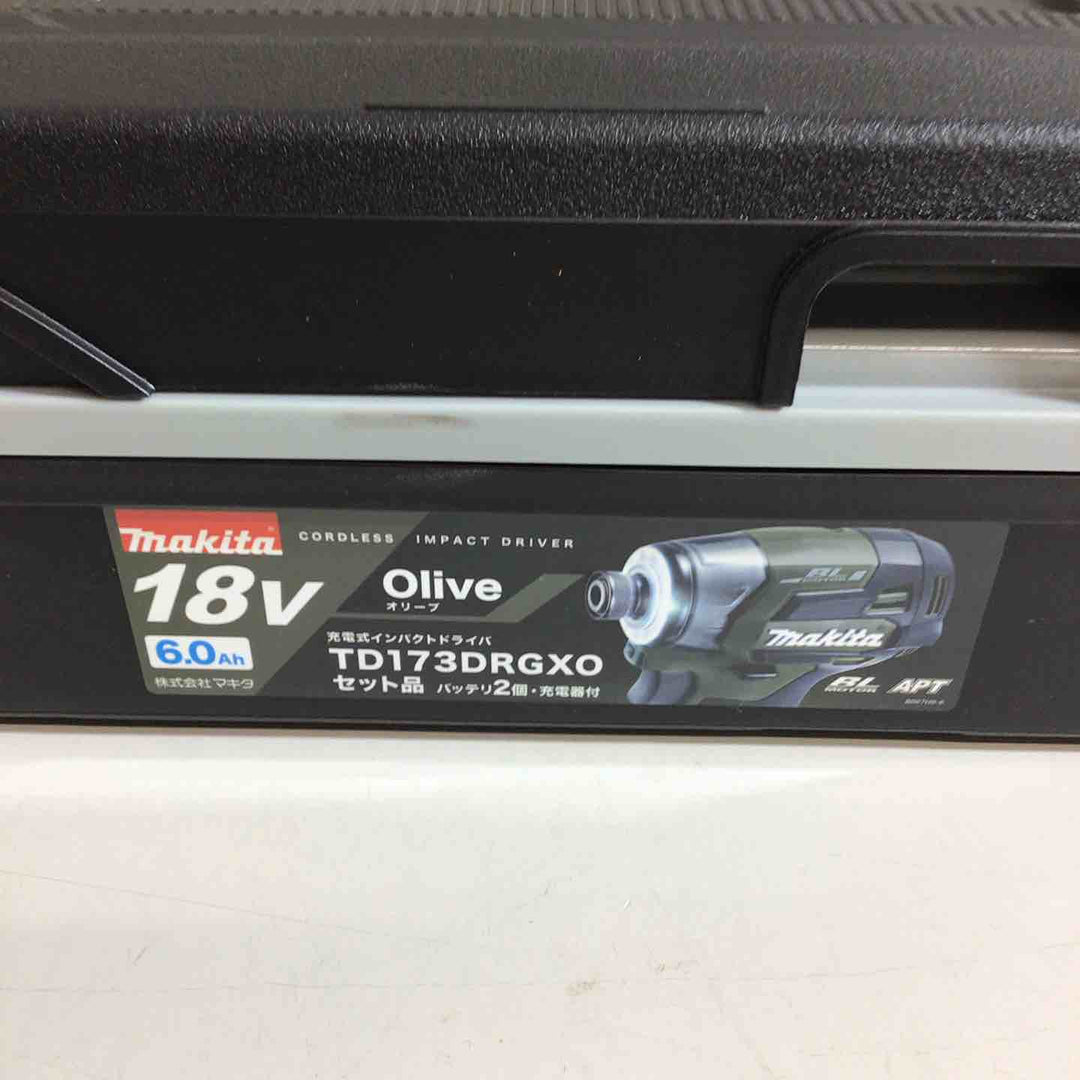 makita
CORDLESS IMPACT DRIVER
18V
Olive
オリーブ
6.0Ah
充電式インパクトドライバ
TD173DRGXO
株式会社マキタ
セット品 バッテリ2個・充電器付
BL
MOTOR
makita
BL
MOTOR
APT